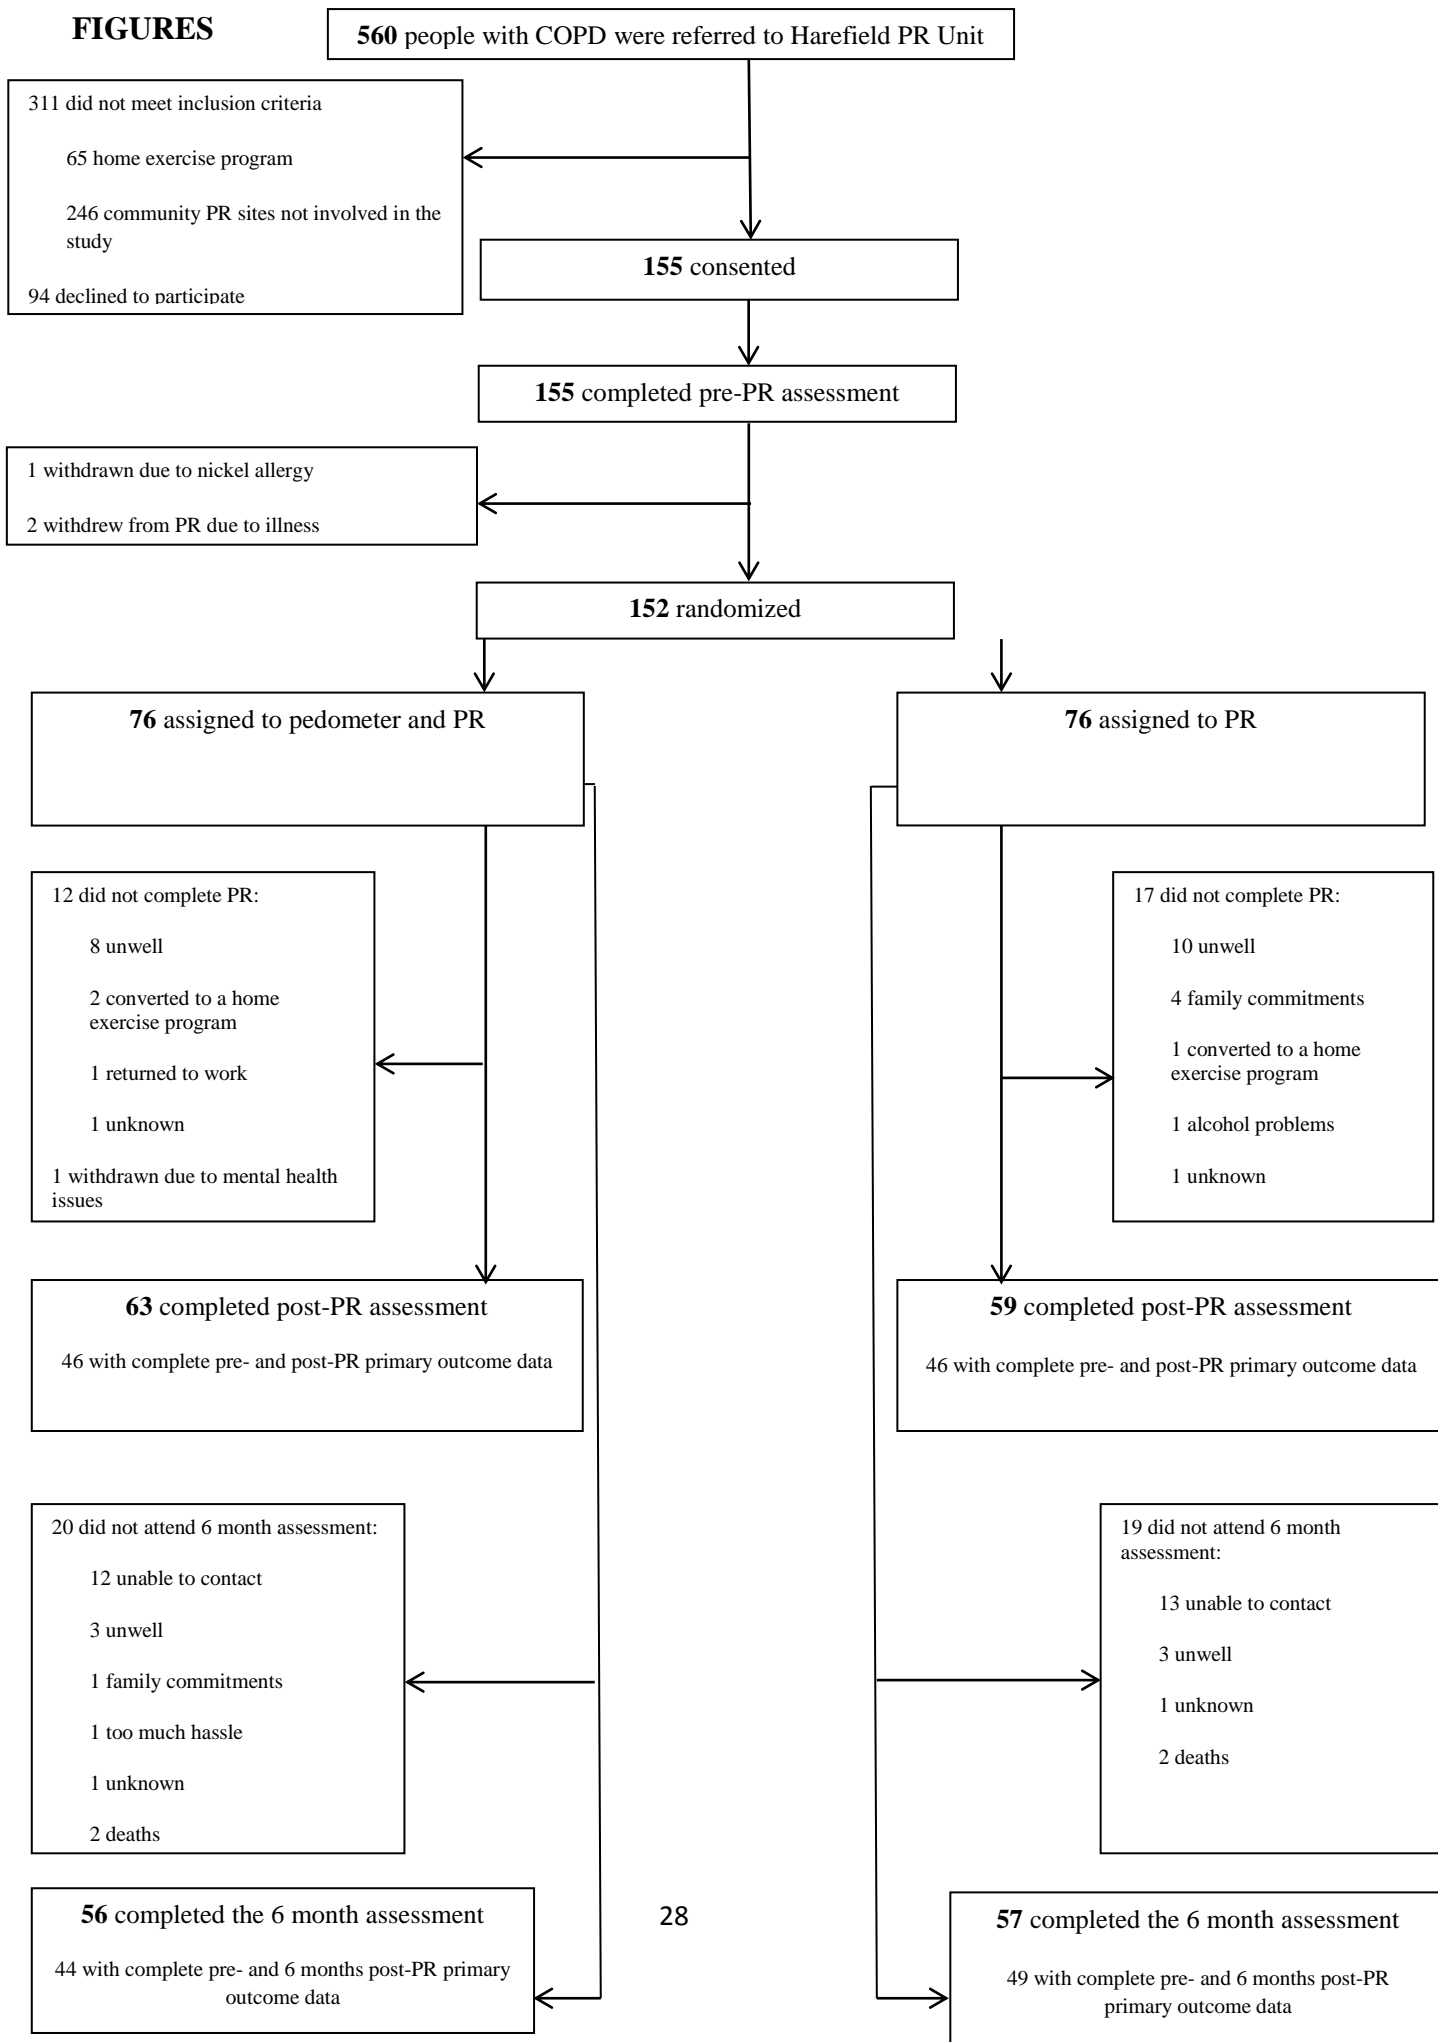 FIGURES
560 people with COPD were referred to Harefield PR Unit
311 did not meet inclusion criteria
65 home exercise program
246 community PR sites not involved in the
study
94 declined to participate
155 consented
155 completed pre-PR assessment
1 withdrawn due to nickel allergy
2 withdrew from PR due to illness
152 randomized
76 assigned to pedometer and PR
76 assigned to PR
12 did not complete PR:
8 unwell
2 converted to a home
exercise program
1 returned to work
1 unknown
1 withdrawn due to mental health
issues
17 did not complete PR:
10 unwell
4 family commitments
1 converted to a home
exercise program
1 alcohol problems
1 unknown
63 completed post-PR assessment
46 with complete pre- and post-PR primary outcome data
59 completed post-PR assessment
46 with complete pre- and post-PR primary outcome data
20 did not attend 6 month assessment:
12 unable to contact
3 unwell
1 family commitments
1 too much hassle
1 unknown
2 deaths
19 did not attend 6 month
assessment:
13 unable to contact
3 unwell
1 unknown
2 deaths
56 completed the 6 month assessment
44 with complete pre- and 6 months post-PR primary
outcome data
28
57 completed the 6 month assessment
49 with complete pre- and 6 months post-PR
primary outcome data